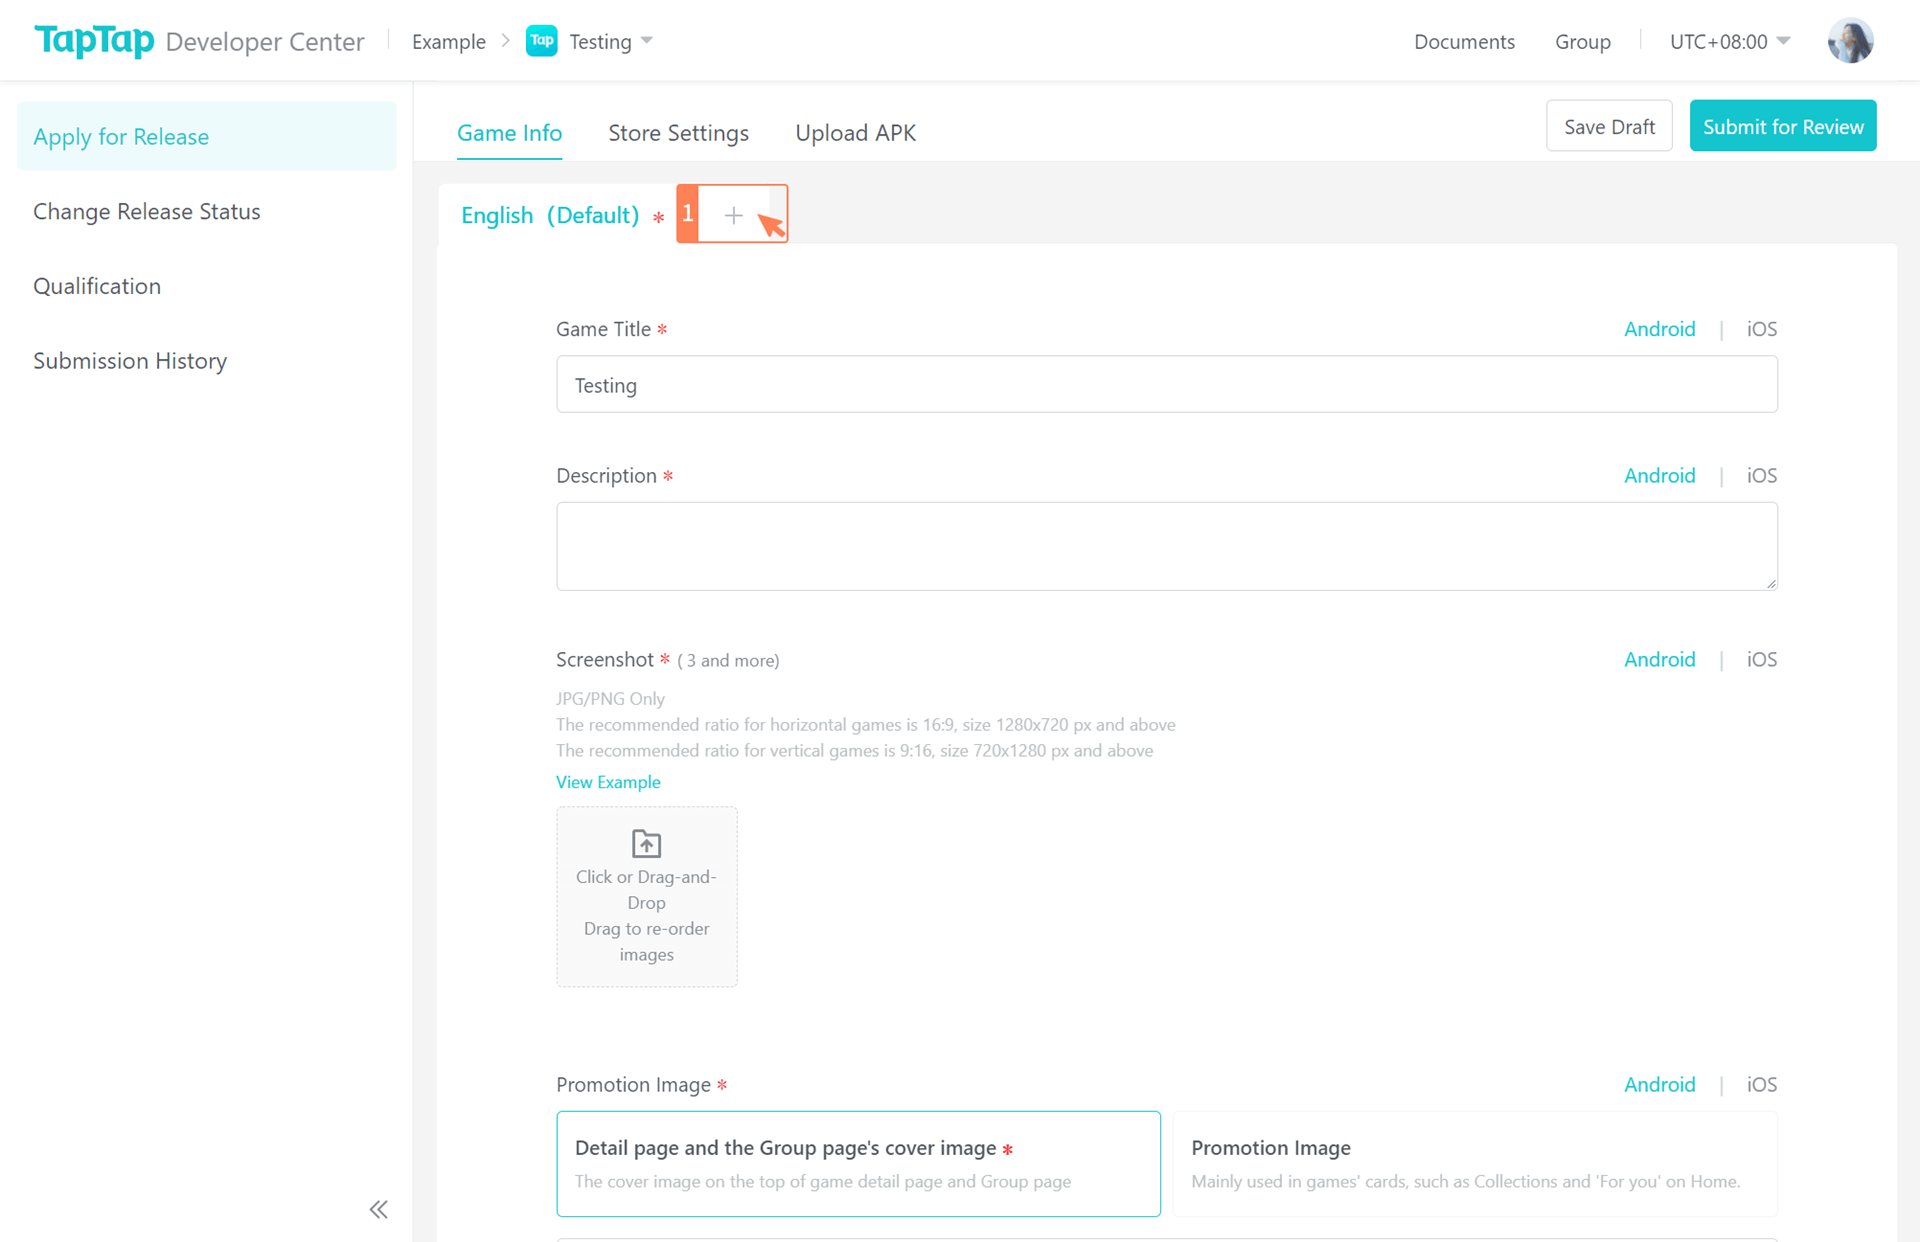 TapTap Developer Center
Example
Tap
Testing
Documents
Group
UTC+08:00
Apply for Release
Change Release Status
Qualification
Submission History
Game Info
Store Settings
Upload APK
Save Draft
Submit for Review
English (Default) *
1
+
Game Title *
Android | iOS
Testing
Description *
Android | iOS
Screenshot * ( 3 and more)
Android | iOS
JPG/PNG Only
The recommended ratio for horizontal games is 16:9, size 1280x720 px and above
The recommended ratio for vertical games is 9:16, size 720x1280 px and above
View Example
Click or Drag-and-
Drop
Drag to re-order
images
Promotion Image *
Android | iOS
Detail page and the Group page's cover image *
The cover image on the top of game detail page and Group page
Promotion Image
Mainly used in games' cards, such as Collections and 'For you' on Home.